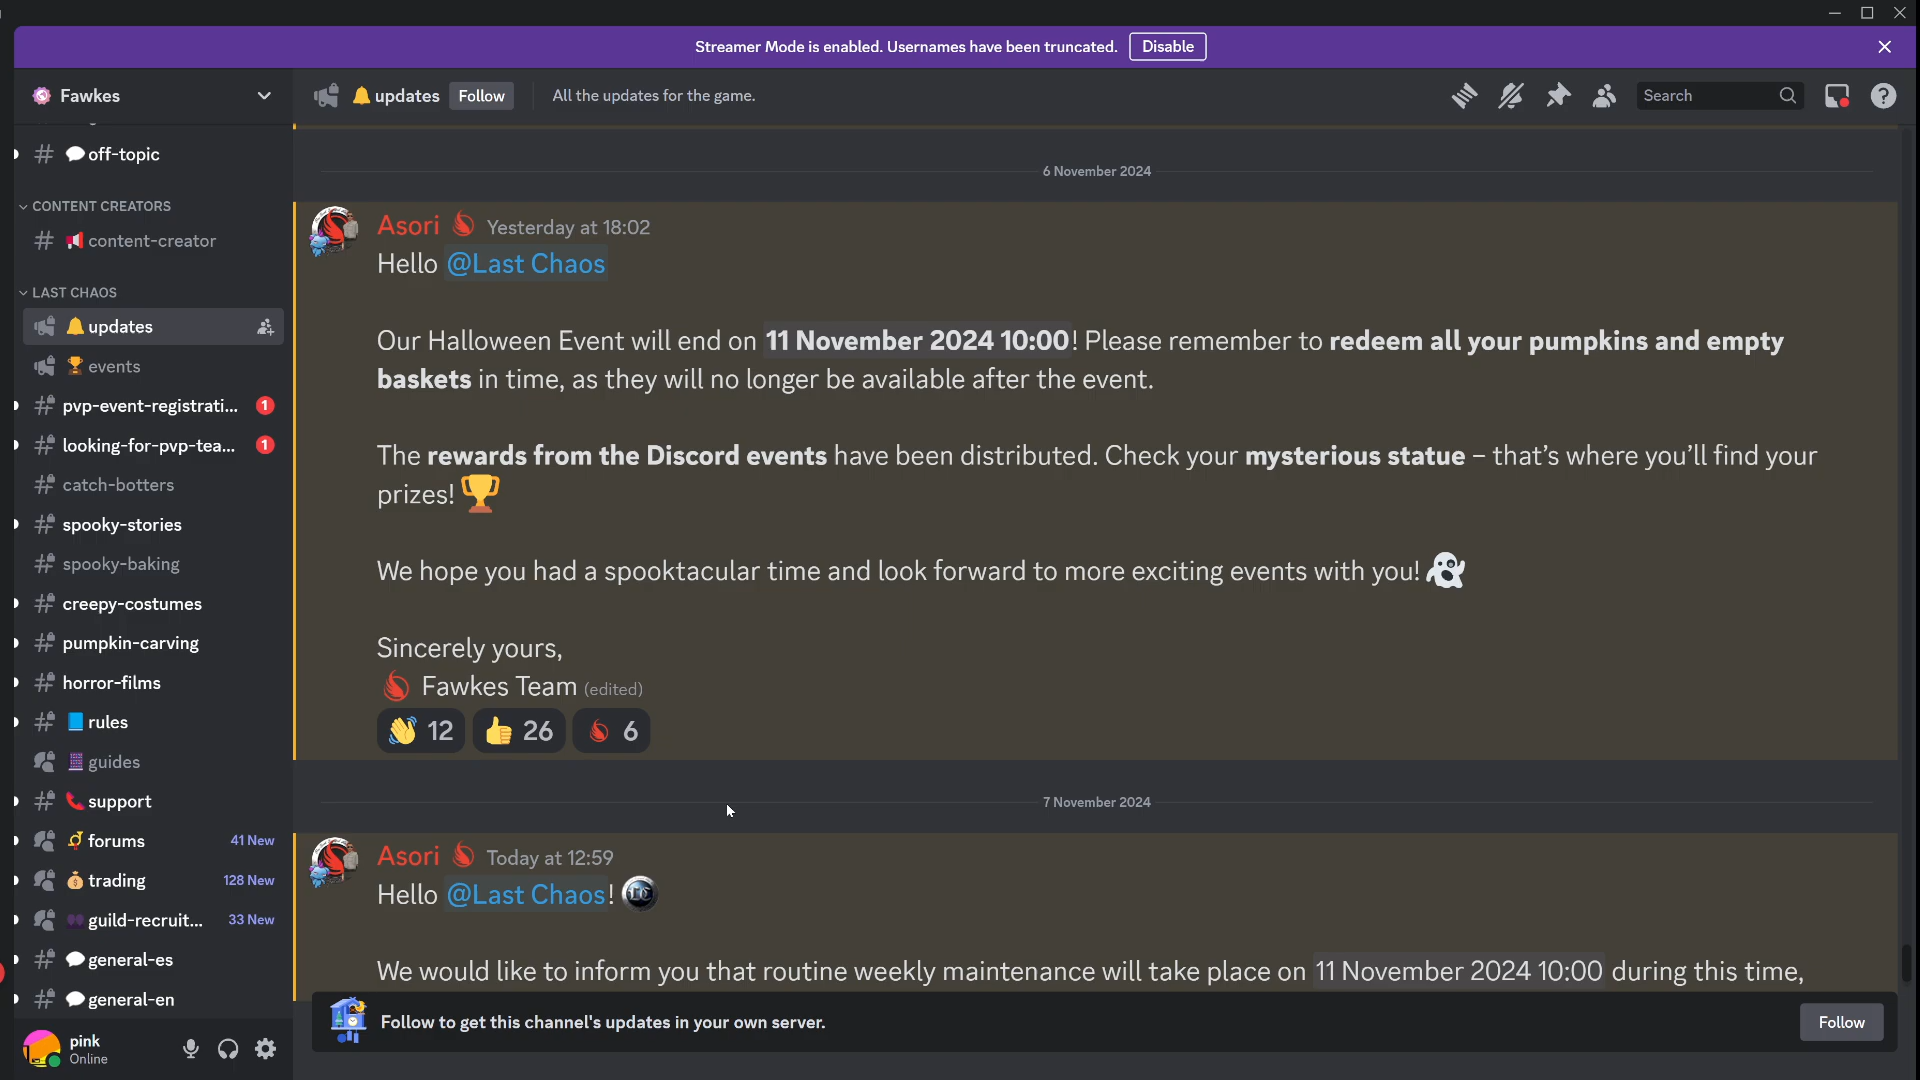 Streamer Mode is enabled. Usernames have been truncated. Disable
Fawkes
updates Follow All the updates for the game.
Search
off-topic
CONTENT CREATORS
content-creator
LAST CHAOS
updates
events
pvp-event-registrati... 1
looking-for-pvp-tea... 1
catch-botters
spooky-stories
spooky-baking
creepy-costumes
pumpkin-carving
horror-films
rules
guides
support
forums 41 New
trading 128 New
guild-recruit... 33 New
general-es
general-en
pink
Online
6 November 2024
Asori Yesterday at 18:02
Hello @Last Chaos
Our Halloween Event will end on 11 November 2024 10:00! Please remember to redeem all your pumpkins and empty
baskets in time, as they will no longer be available after the event.
The rewards from the Discord events have been distributed. Check your mysterious statue – that's where you'll find your
prizes!
We hope you had a spooktacular time and look forward to more exciting events with you!
Sincerely yours,
Fawkes Team (edited)
12 26 6
7 November 2024
Asori Today at 12:59
Hello @Last Chaos!
We would like to inform you that routine weekly maintenance will take place on 11 November 2024 10:00 during this time,
Follow to get this channel's updates in your own server. Follow